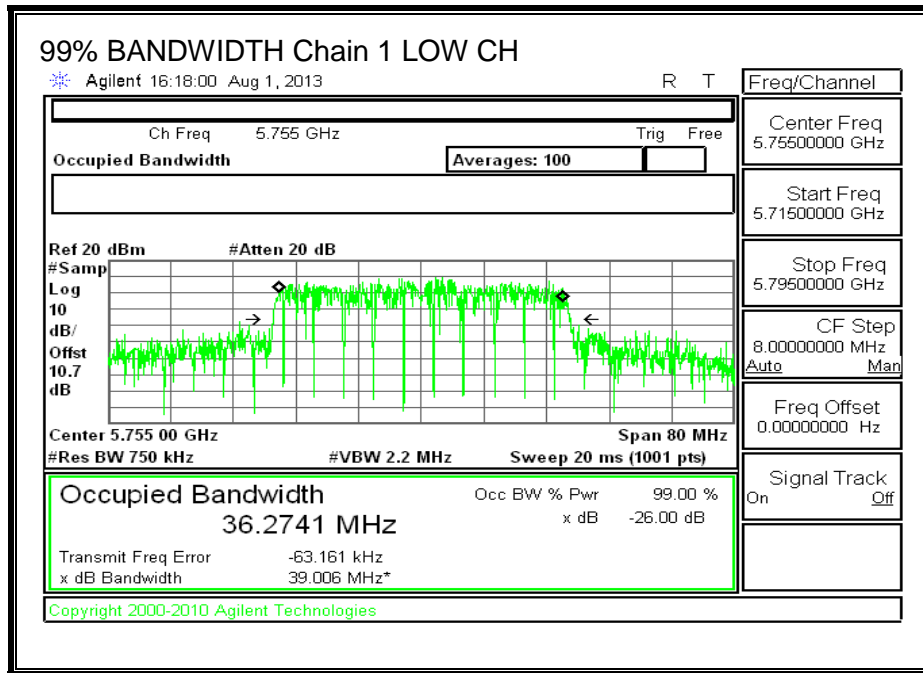 99% BANDWIDTH Chain 1 LOW CH
Agilent 16:18:00 Aug 1, 2013 R T
Freq/Channel
Ch Freq 5.755 GHz Trig Free
Occupied Bandwidth Averages: 100
Center Freq
5.75500000 GHz
Start Freq
5.71500000 GHz
Stop Freq
5.79500000 GHz
CF Step
8.00000000 MHz
Auto Man
Freq Offset
0.00000000 Hz
Signal Track
On Off
Ref 20 dBm #Atten 20 dB
#Samp
Log
10
dB/
Offst
10.7
dB
Center 5.755 00 GHz Span 80 MHz
#Res BW 750 kHz #VBW 2.2 MHz Sweep 20 ms (1001 pts)
Occupied Bandwidth Occ BW % Pwr 99.00 %
36.2741 MHz x dB -26.00 dB
Transmit Freq Error -63.161 kHz
x dB Bandwidth 39.006 MHz*
Copyright 2000-2010 Agilent Technologies